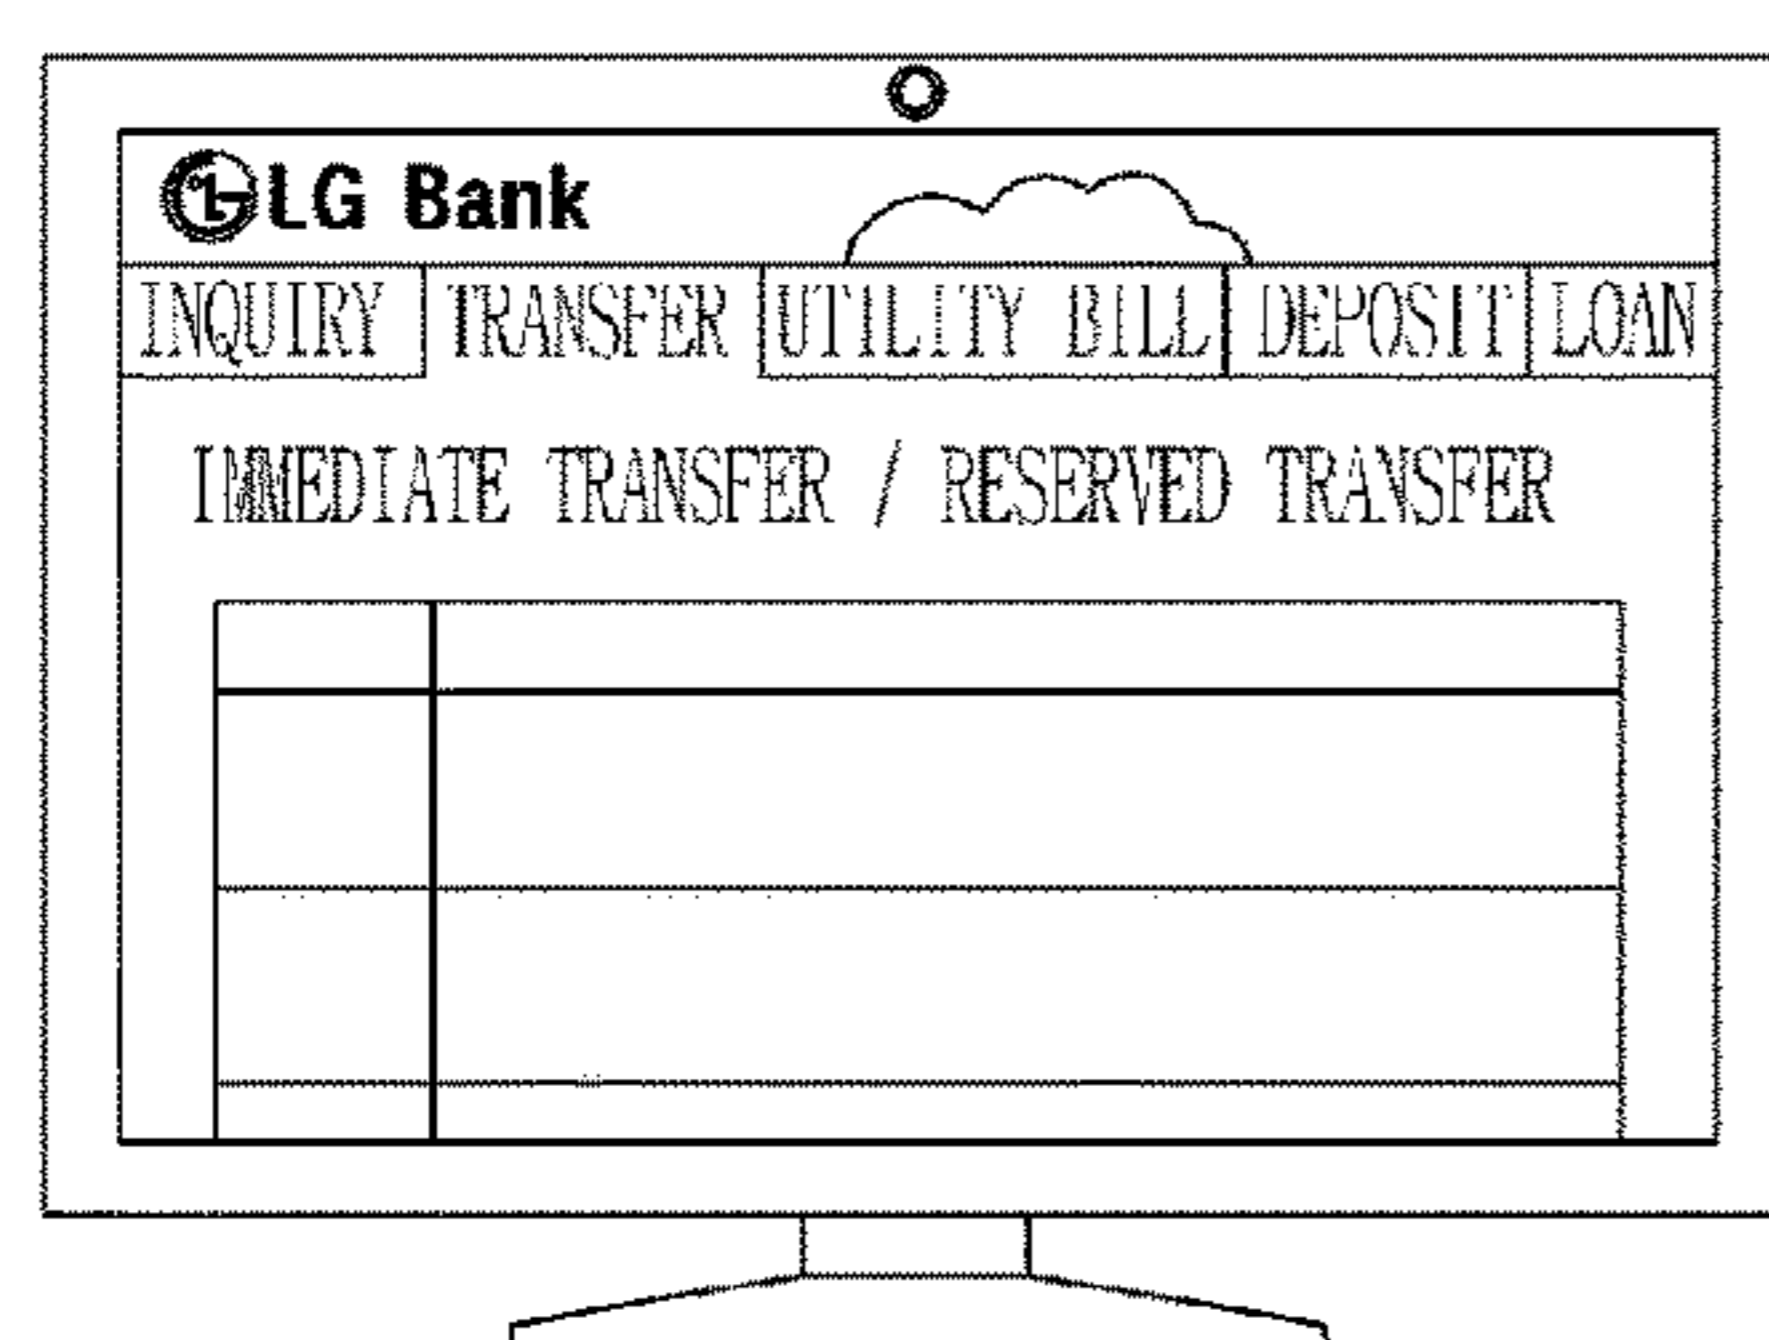 LG Bank
INQUIRY TRANSFER UTILITY BILL DEPOSIT LOAN
IMMEDIATE TRANSFER / RESERVED TRANSFER